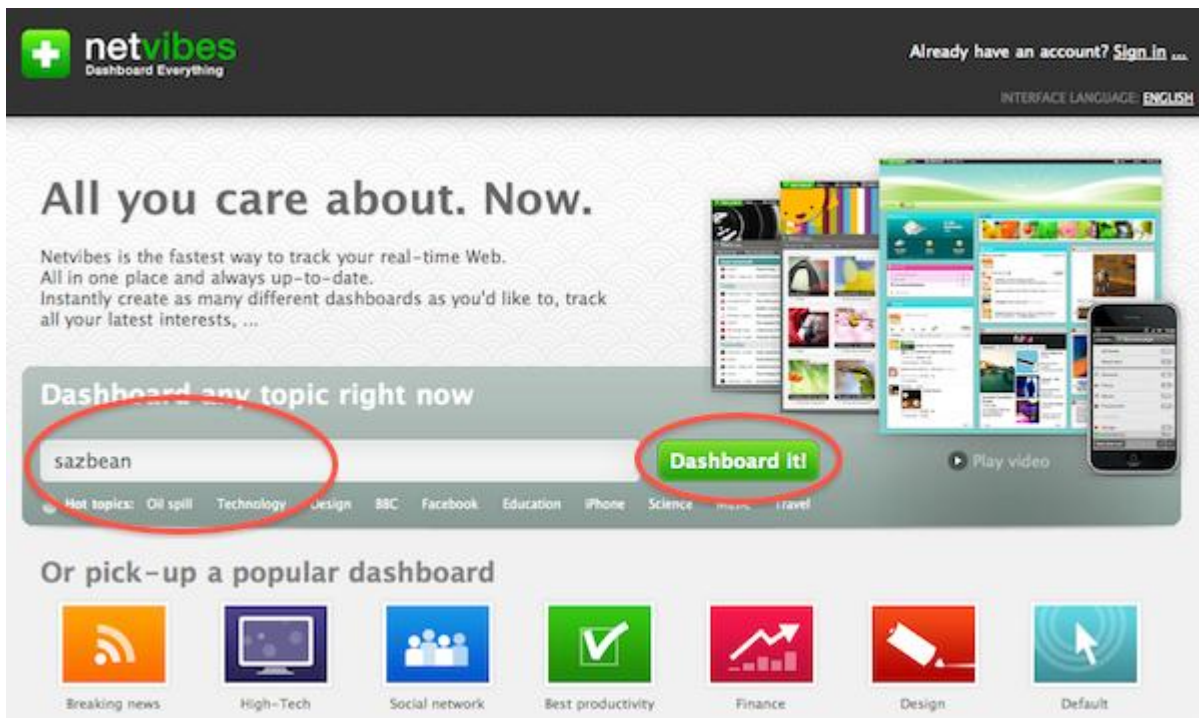 netvibes
Dashboard Everything
Already have an account? Sign in ...
INTERFACE LANGUAGE: ENGLISH
All you care about. Now.
Netvibes is the fastest way to track your real-time Web.
All in one place and always up-to-date.
Instantly create as many different dashboards as you'd like to, track
all your latest interests, ...
Dashboard any topic right now
sazbean
Dashboard it!
Play video
Hot topics: Oil spill Technology Design BBC Facebook Education iPhone Science Music Travel
Or pick-up a popular dashboard
Breaking news High-Tech Social network Best productivity Finance Design Default